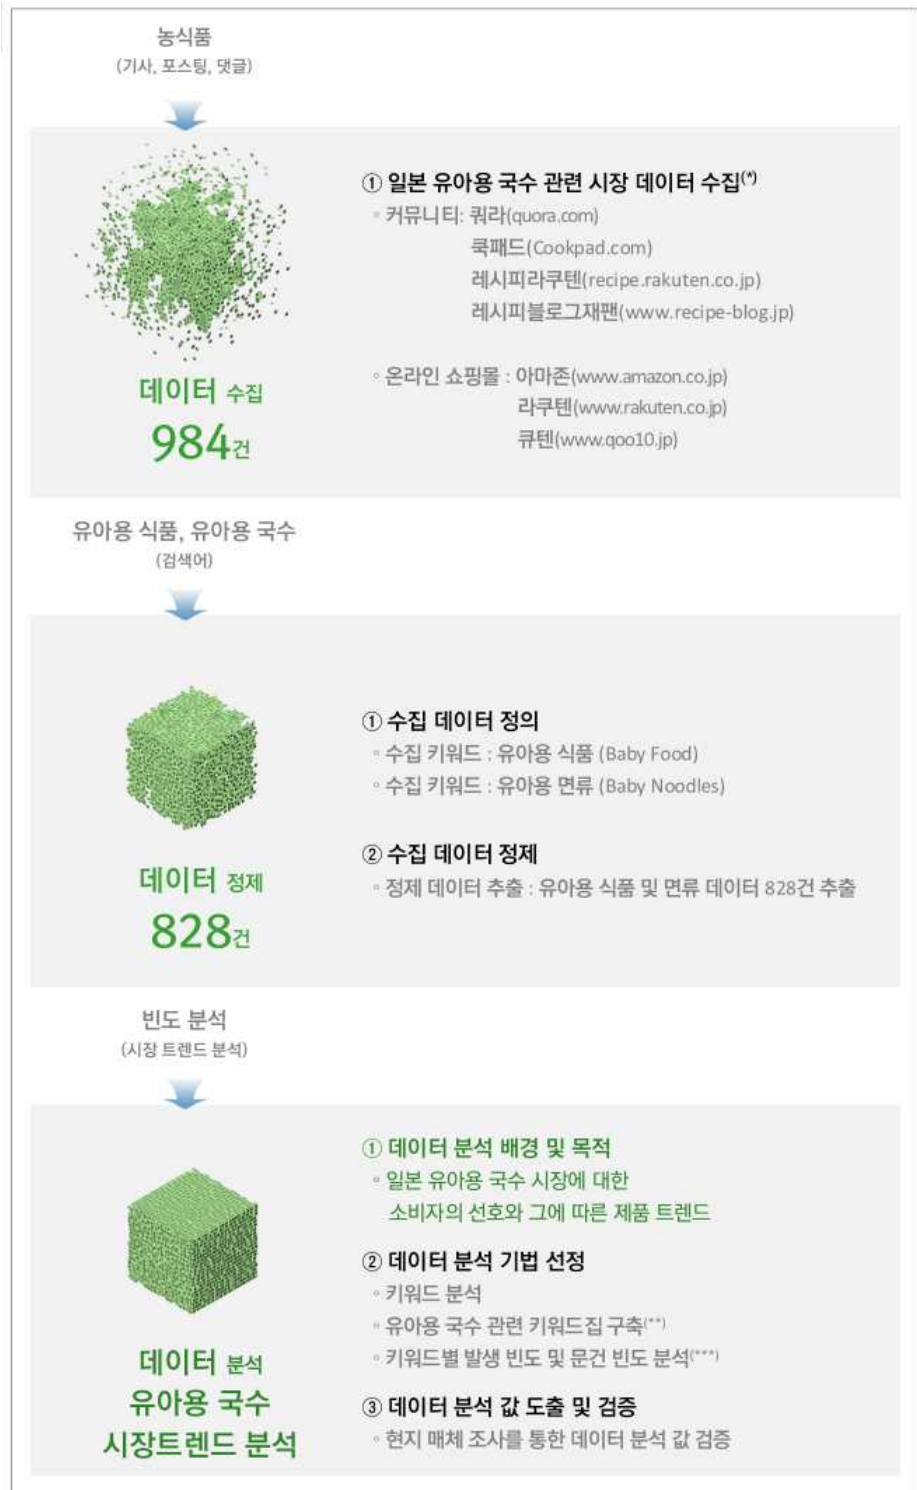 농식품
(기사, 포스팅, 댓글)
① 일본 유아용 국수 관련 시장 데이터 수집(*)
◦ 커뮤니티: 쿼라(quora.com)
쿡패드(Cookpad.com)
레시피라쿠텐(recipe.rakuten.co.jp)
레시피블로그재팬(www.recipe-blog.jp)
◦ 온라인 쇼핑몰 : 아마존(www.amazon.co.jp)
라쿠텐(www.rakuten.co.jp)
큐텐(www.qoo10.jp)
데이터 수집
984건
유아용 식품, 유아용 국수
(검색어)
① 수집 데이터 정의
◦ 수집 키워드 : 유아용 식품 (Baby Food)
◦ 수집 키워드 : 유아용 면류 (Baby Noodles)
② 수집 데이터 정제
◦ 정제 데이터 추출 : 유아용 식품 및 면류 데이터 828건 추출
데이터 정제
828건
빈도 분석
(시장 트렌드 분석)
① 데이터 분석 배경 및 목적
◦ 일본 유아용 국수 시장에 대한
소비자의 선호와 그에 따른 제품 트렌드
② 데이터 분석 기법 선정
◦ 키워드 분석
◦ 유아용 국수 관련 키워드집 구축(**)
◦ 키워드별 발생 빈도 및 문건 빈도 분석(***)
③ 데이터 분석 값 도출 및 검증
◦ 현지 매체 조사를 통한 데이터 분석 값 검증
데이터 분석
유아용 국수
시장트렌드 분석